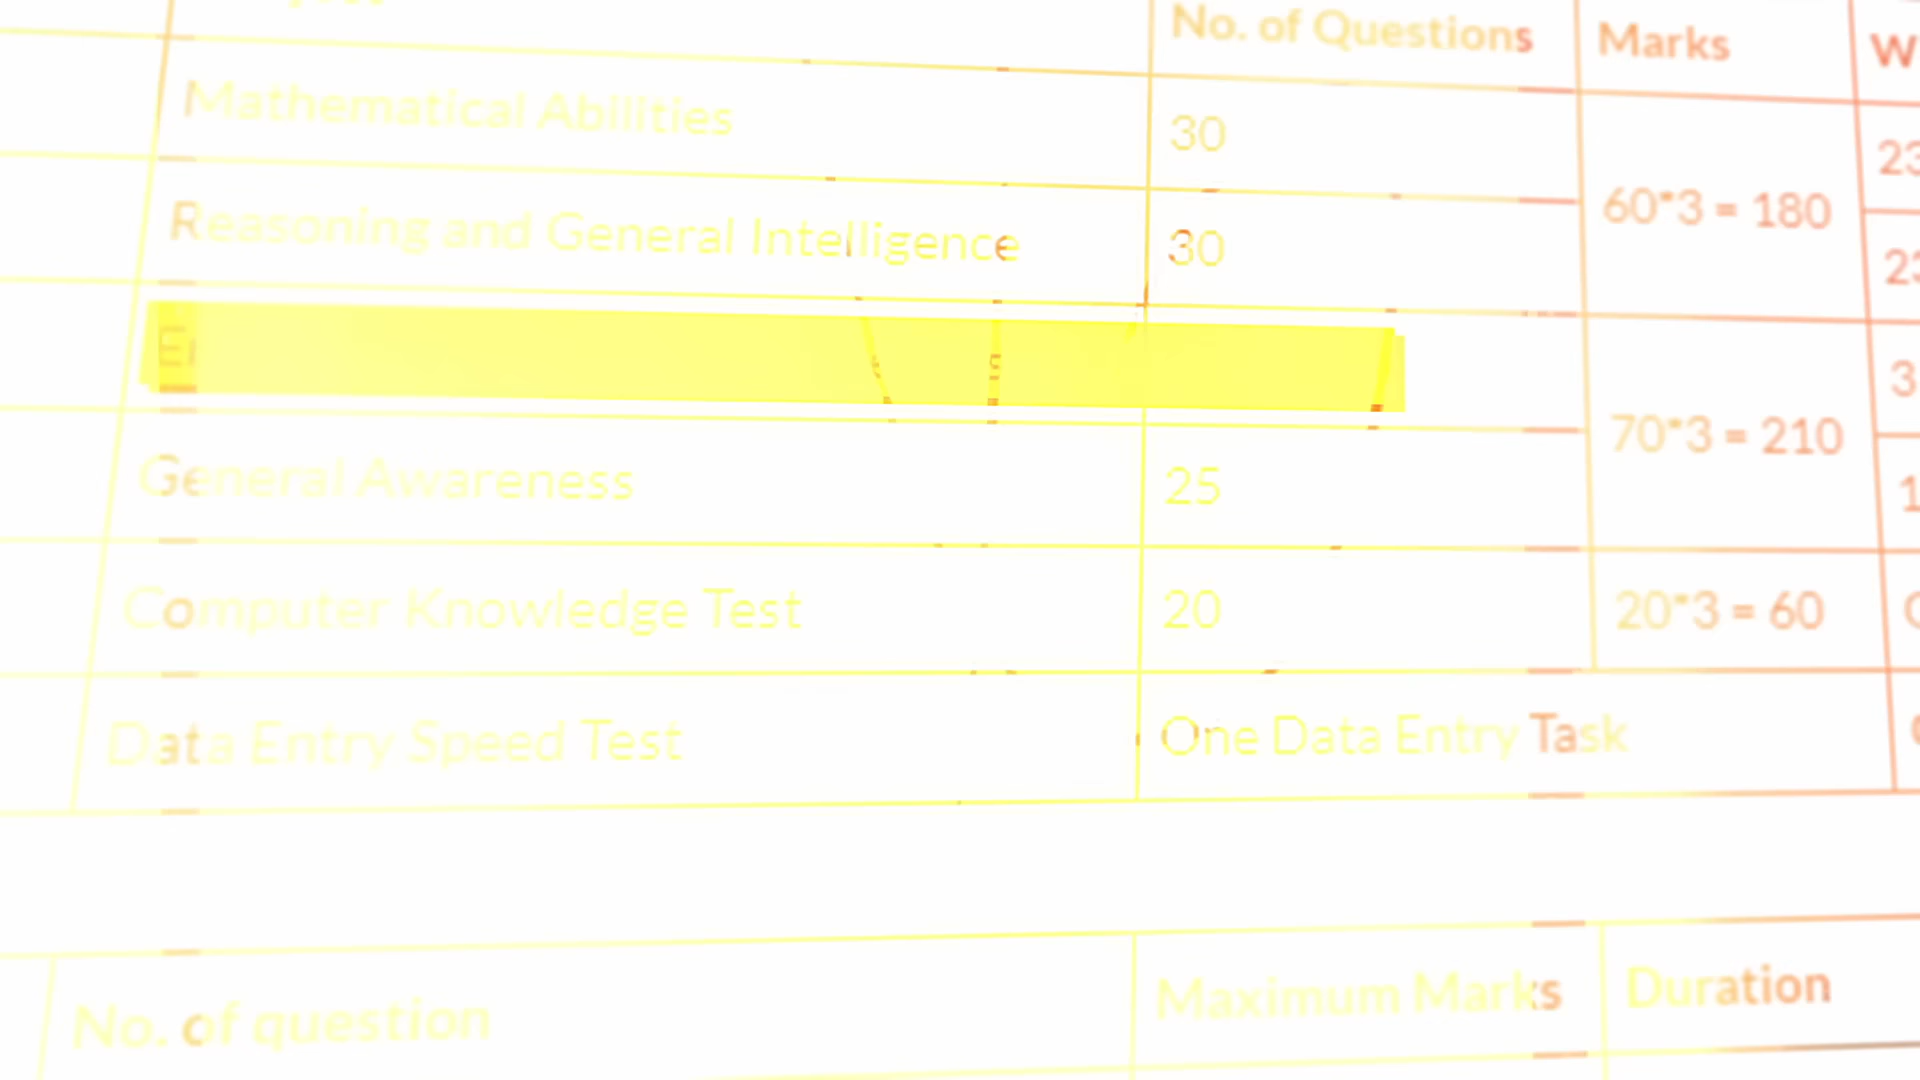 No. of Questions Marks
Mathematical Abilities 30
60*3 = 180
Reasoning and General Intelligence 30
General Awareness 25
70*3 = 210
Computer Knowledge Test 20 20*3 = 60
Data Entry Speed Test One Data Entry Task
No. of question Maximum Marks Duration